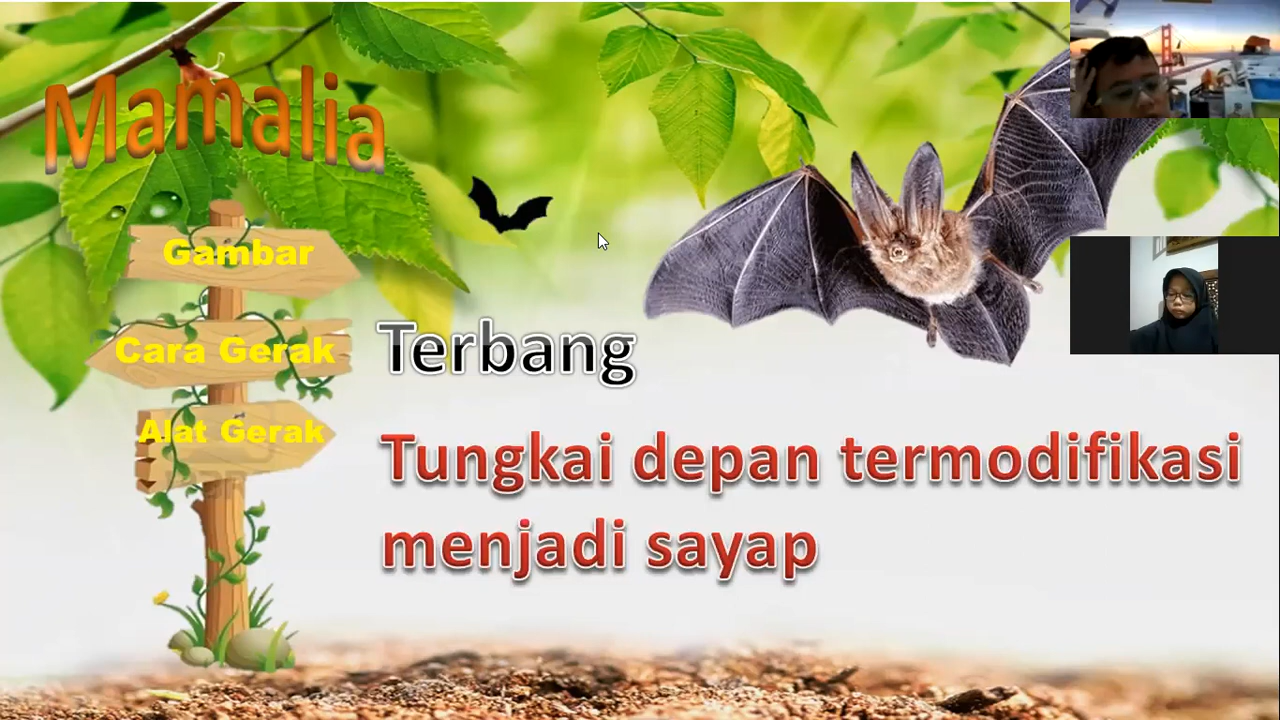 Mamalia
Gambar
Cara Gerak
Alat Gerak
Terbang
Tungkai depan termodifikasi
menjadi sayap